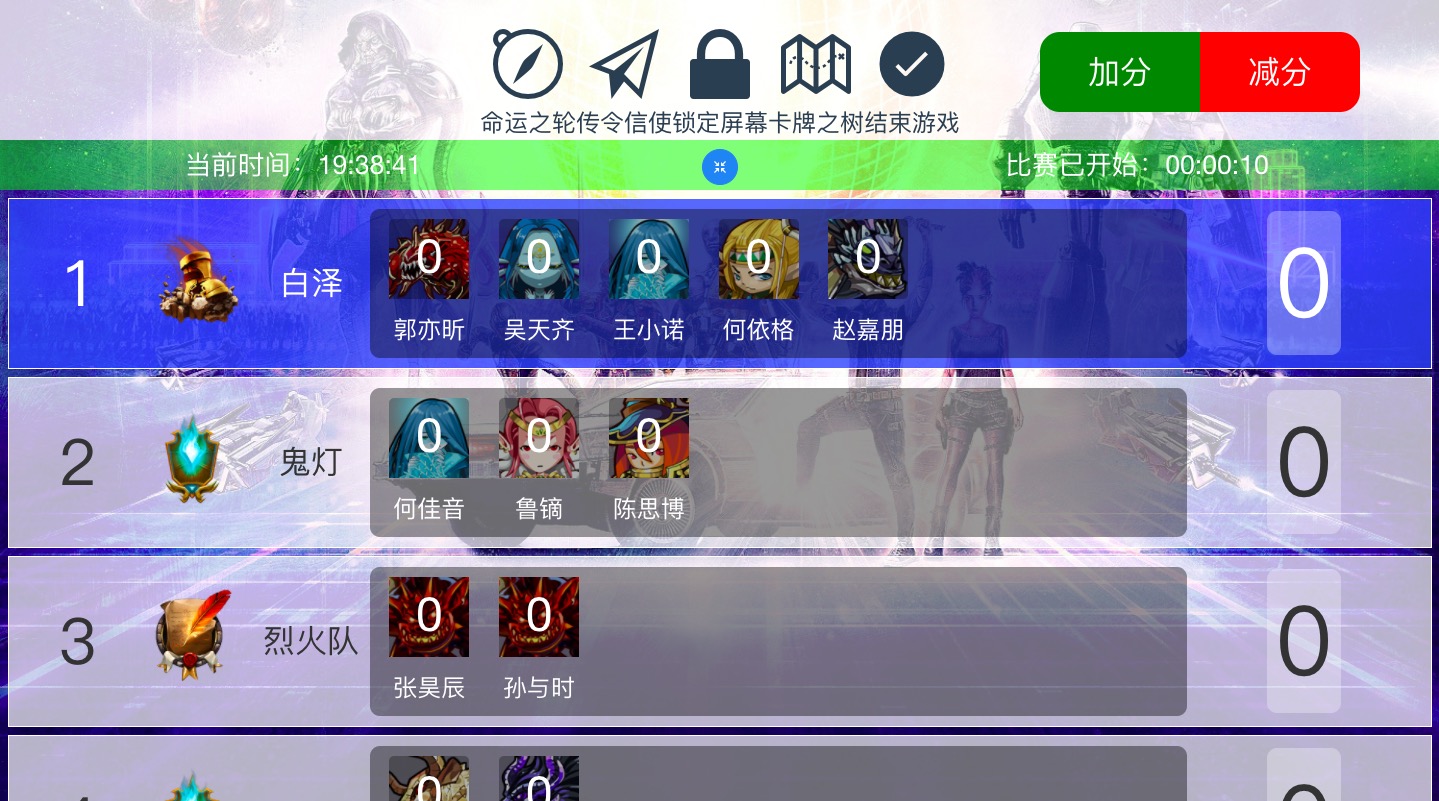 加分 减分
命运之轮 传令信使 锁定屏幕 卡牌之树 结束游戏
当前时间：19:38:41 比赛已开始：00:00:10
1 白泽 0 0 0 0 0 0
郭亦昕 吴天齐 王小诺 何依格 赵嘉朋
2 鬼灯 0 0 0 0
何佳音 鲁镝 陈思博
3 烈火队 0 0 0
张昊辰 孙与时
0 0 0